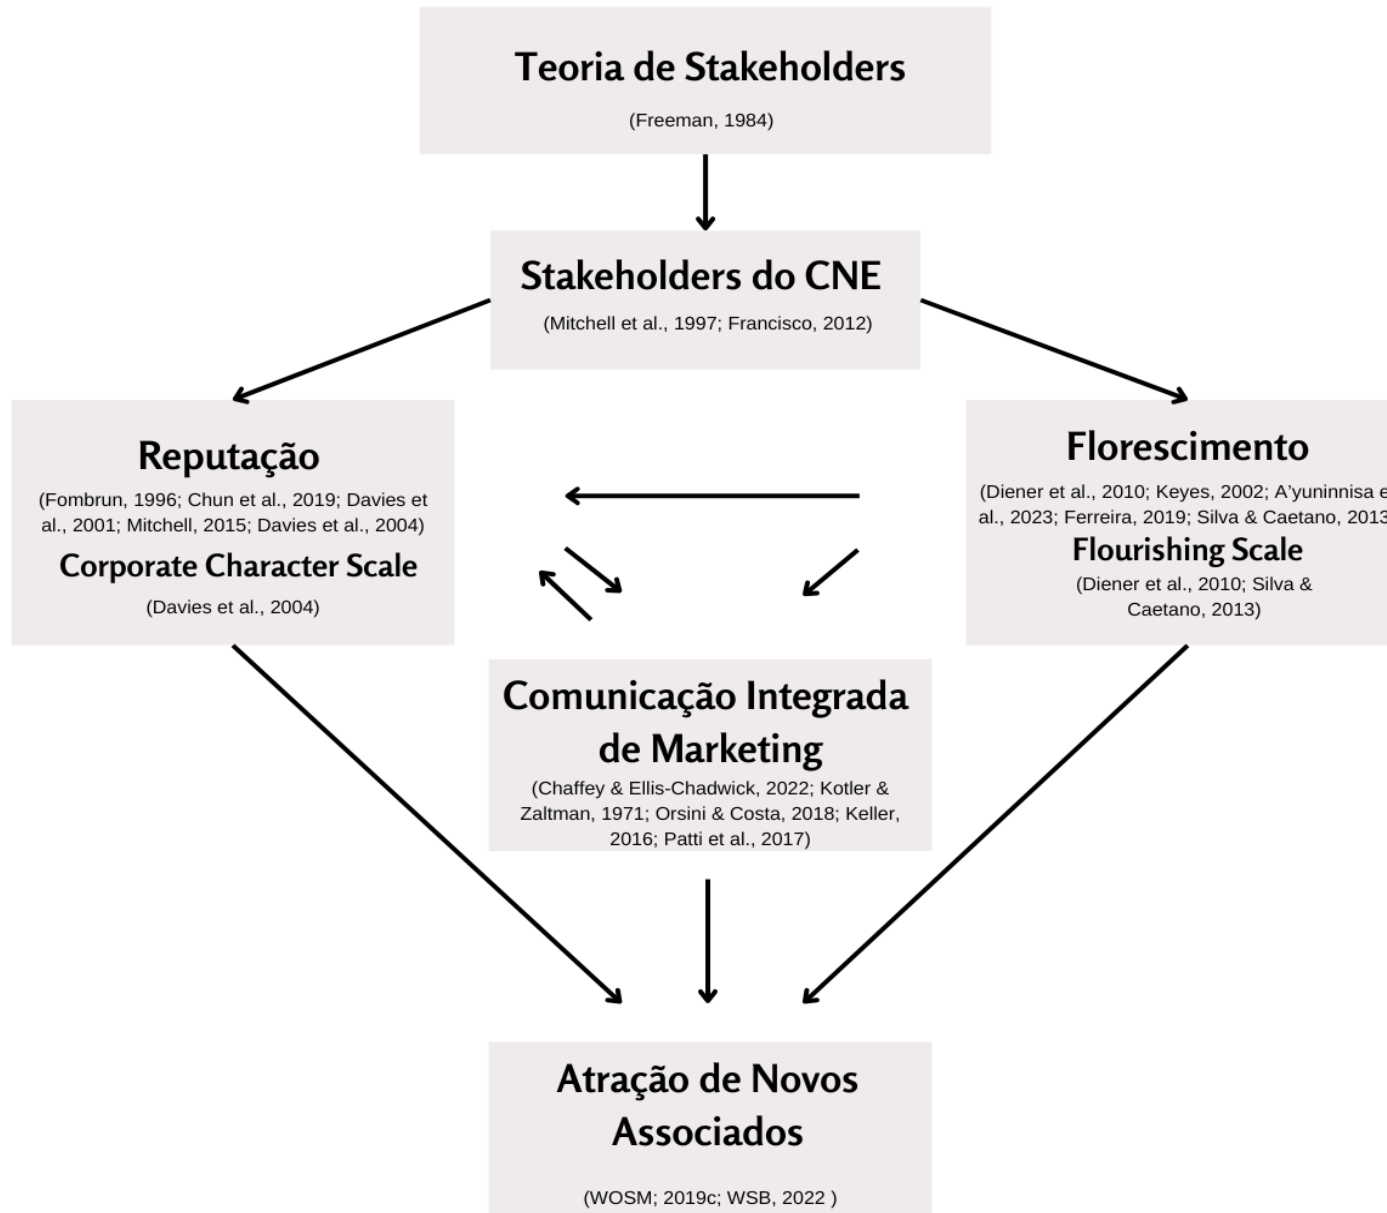 Teoria de Stakeholders
(Freeman, 1984)
Stakeholders do CNE
(Mitchell et al., 1997; Francisco, 2012)
Reputação
(Fombrun, 1996; Chun et al., 2019; Davies et
al., 2001; Mitchell, 2015; Davies et al., 2004)
Corporate Character Scale
(Davies et al., 2004)
Florescimento
(Diener et al., 2010; Keyes, 2002; A'yuninnisa e
al., 2023; Ferreira, 2019; Silva & Caetano, 2013
Flourishing Scale
(Diener et al., 2010; Silva &
Caetano, 2013)
Comunicação Integrada
de Marketing
(Chaffey & Ellis-Chadwick, 2022; Kotler &
Zaltman, 1971; Orsini & Costa, 2018; Keller,
2016; Patti et al., 2017)
Atração de Novos
Associados
(WOSM; 2019c; WSB, 2022 )